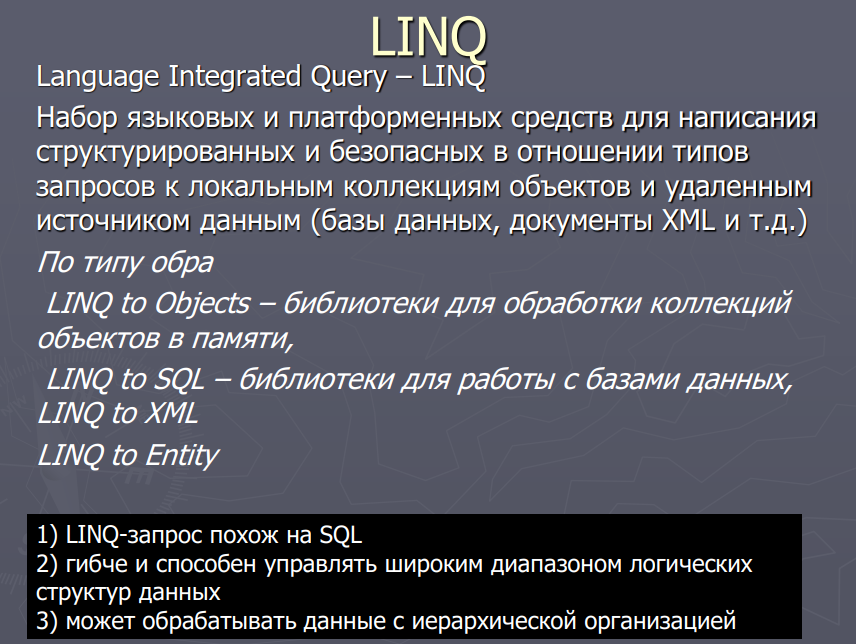 LINQ
Language Integrated Query – LINQ
Набор языковых и платформенных средств для написания
структурированных и безопасных в отношении типов
запросов к локальным коллекциям объектов и удаленным
источником данным (базы данных, документы XML и т.д.)
По типу обра
LINQ to Objects – библиотеки для обработки коллекций
объектов в памяти,
LINQ to SQL – библиотеки для работы с базами данных,
LINQ to XML
LINQ to Entity
1) LINQ-запрос похож на SQL
2) гибче и способен управлять широким диапазоном логических
структур данных
3) может обрабатывать данные с иерархической организацией